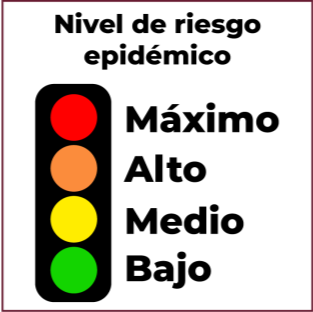 Nivel de riesgo
epidémico
Máximo
Alto
Medio
Bajo